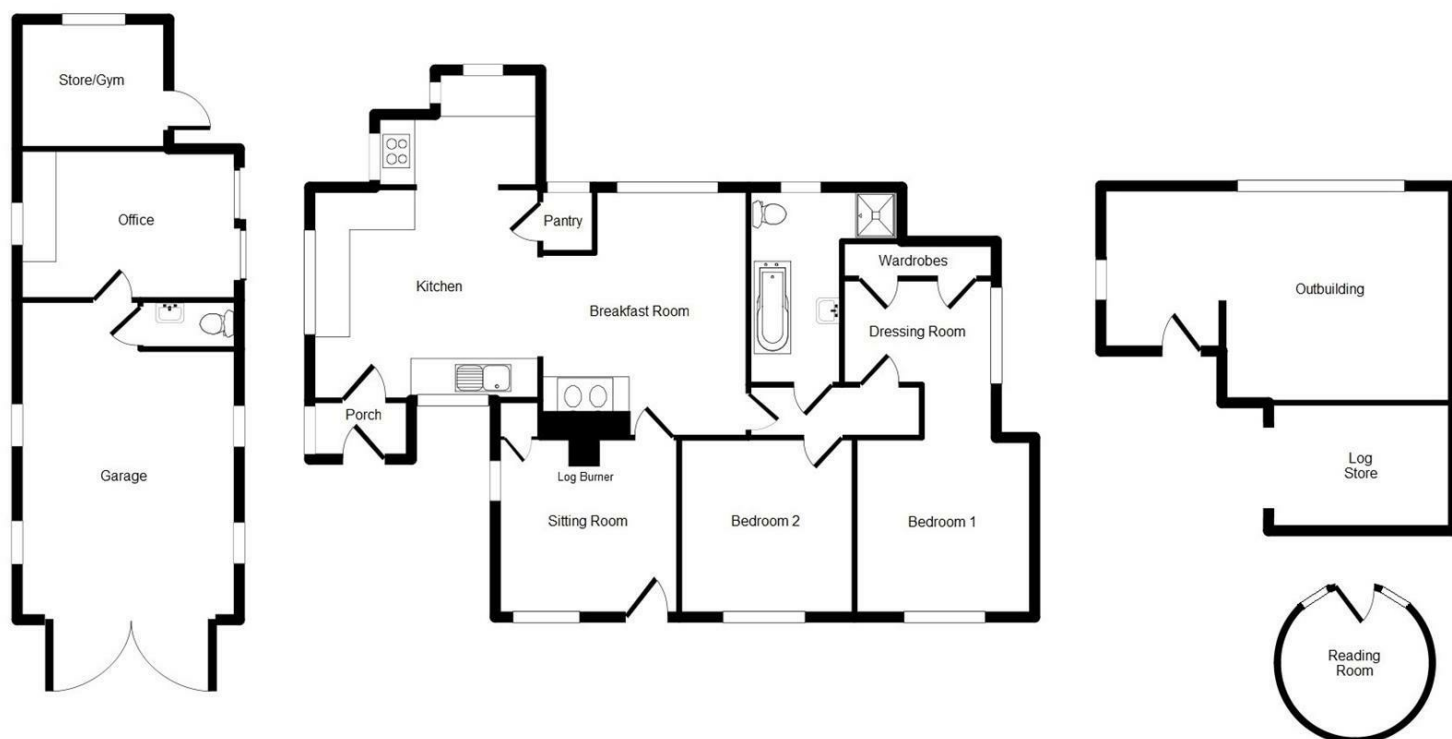 Store/Gym
Office
Garage
Kitchen
Pantry
Breakfast Room
Porch
Log Burner
Sitting Room
Bedroom 2
Bedroom 1
Wardrobes
Dressing Room
Outbuilding
Log
Store
Reading
Room